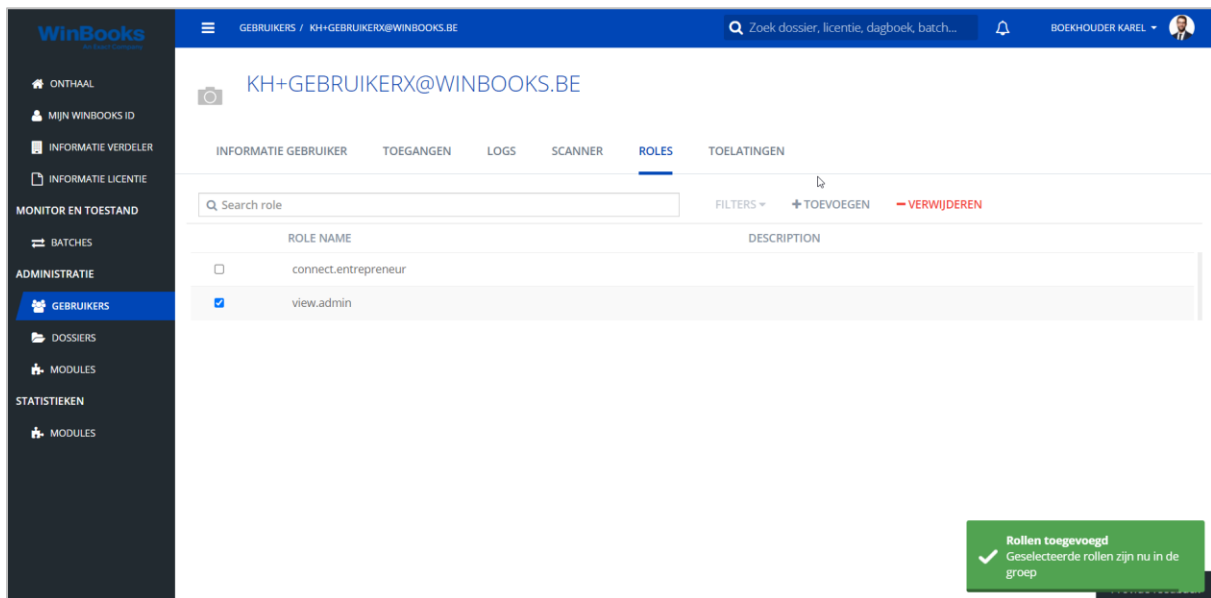 WinBooks
GEBRUIKERS / KH+GEBRUIKERX@WINBOOKS.BE
Zoek dossier, licentie, dagboek, batch...
BOEKHOUDER KAREL
ONTHAAL
MIJN WINBOOKS ID
INFORMATIE VERDELER
INFORMATIE LICENTIE
MONITOR EN TOESTAND
BATCHES
ADMINISTRATIE
GEBRUIKERS
DOSSIERS
MODULES
STATISTIEKEN
MODULES
KH+GEBRUIKERX@WINBOOKS.BE
INFORMATIE GEBRUIKER TOEGANGEN LOGS SCANNER ROLES TOELATINGEN
Search role
FILTERS + TOEVOEGEN − VERWIJDEREN
ROLE NAME DESCRIPTION
connect.entrepreneur
view.admin
Rollen toegevoegd
Geselecteerde rollen zijn nu in de
groep